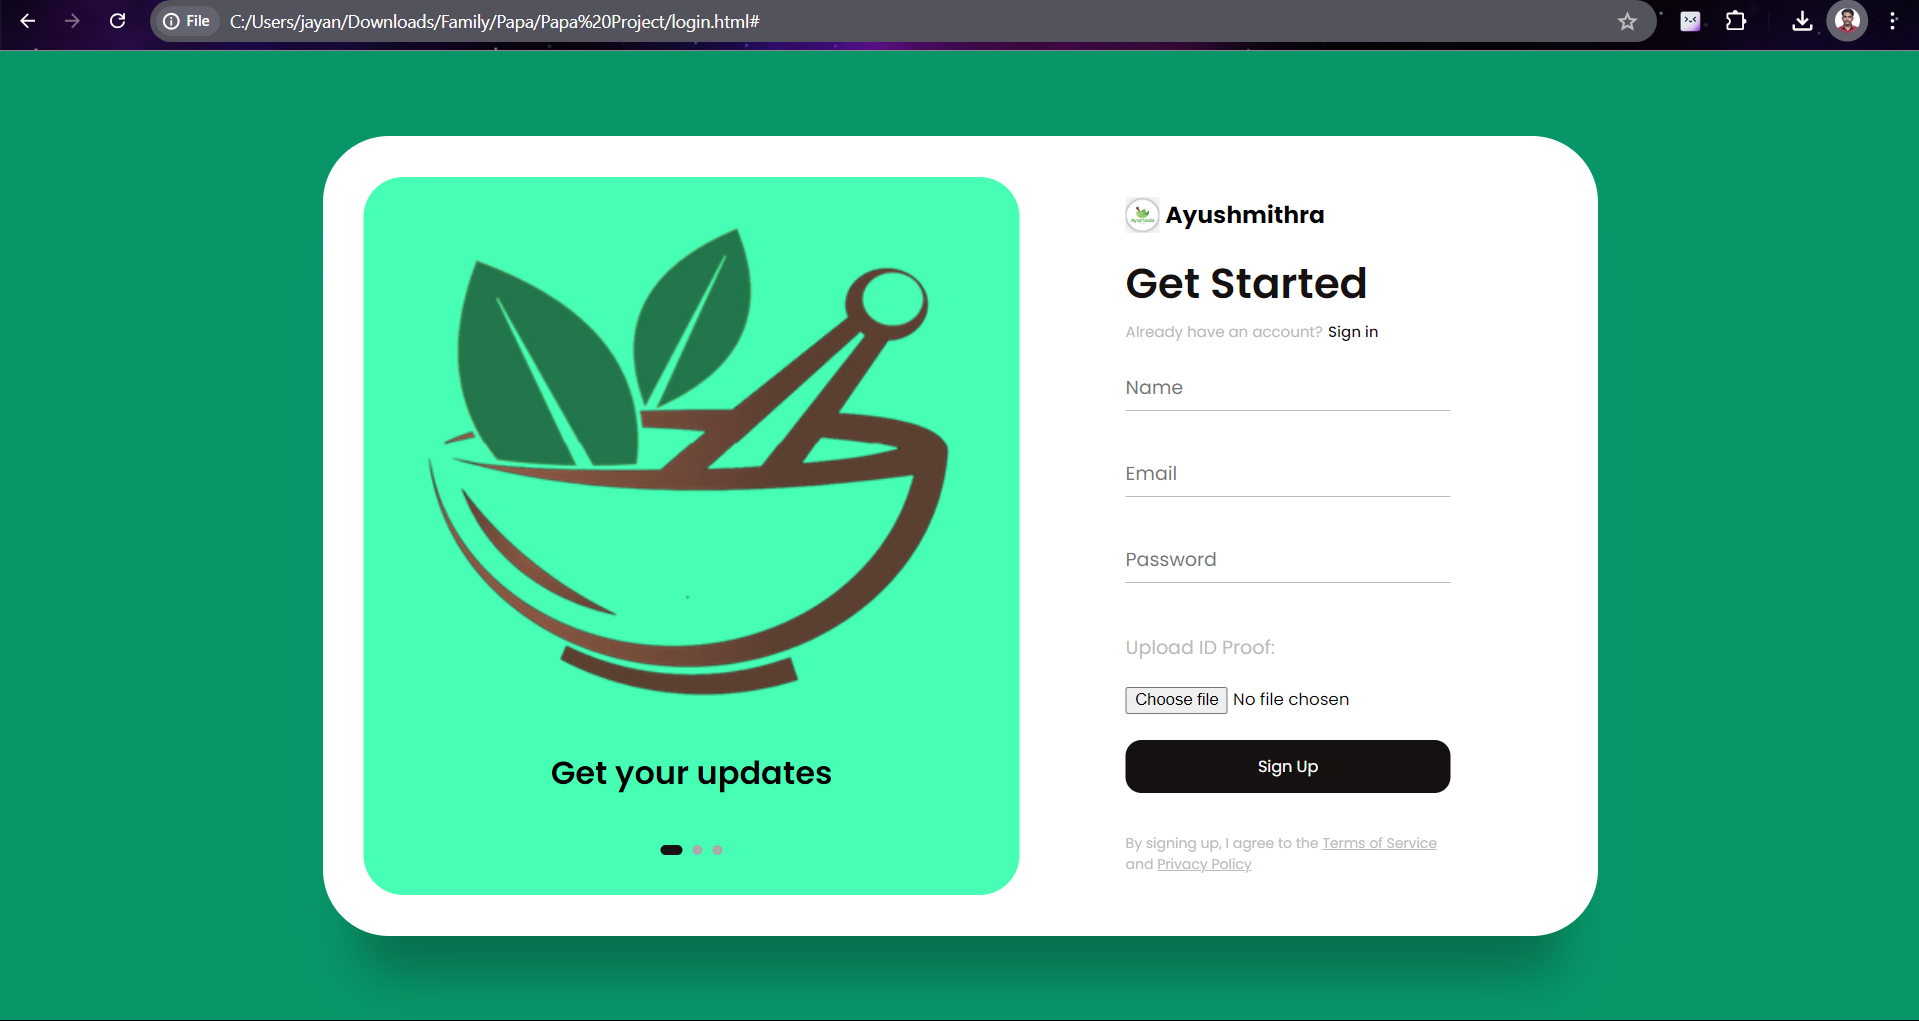 File C:/Users/jayan/Downloads/Family/Papa/Papa%20Project/login.html#
Ayushmithra
Get Started
Already have an account? Sign in
Name
Email
Password
Upload ID Proof:
Choose file No file chosen
Sign Up
By signing up, I agree to the Terms of Service
and Privacy Policy
Get your updates